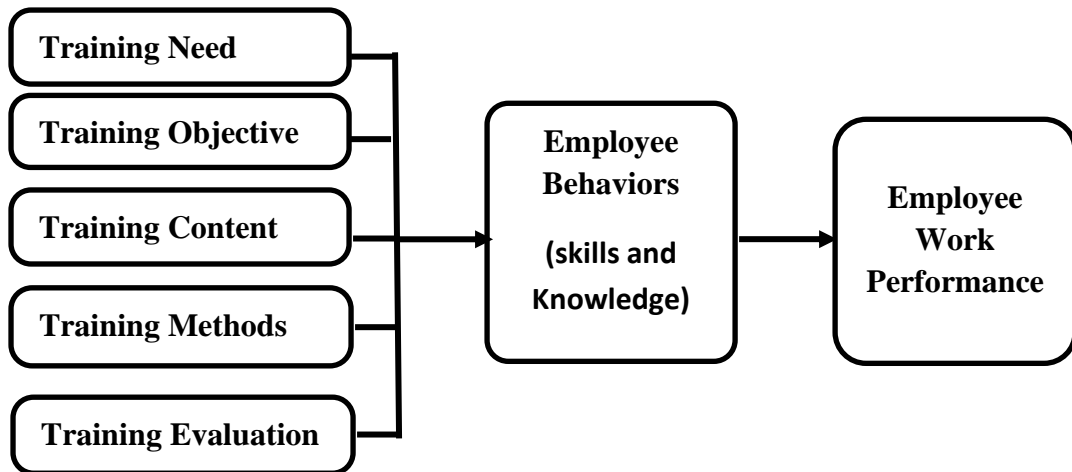 Training Need
Training Objective
Training Content
Training Methods
Training Evaluation
Employee
Behaviors
(skills and
Knowledge)
Employee
Work
Performance